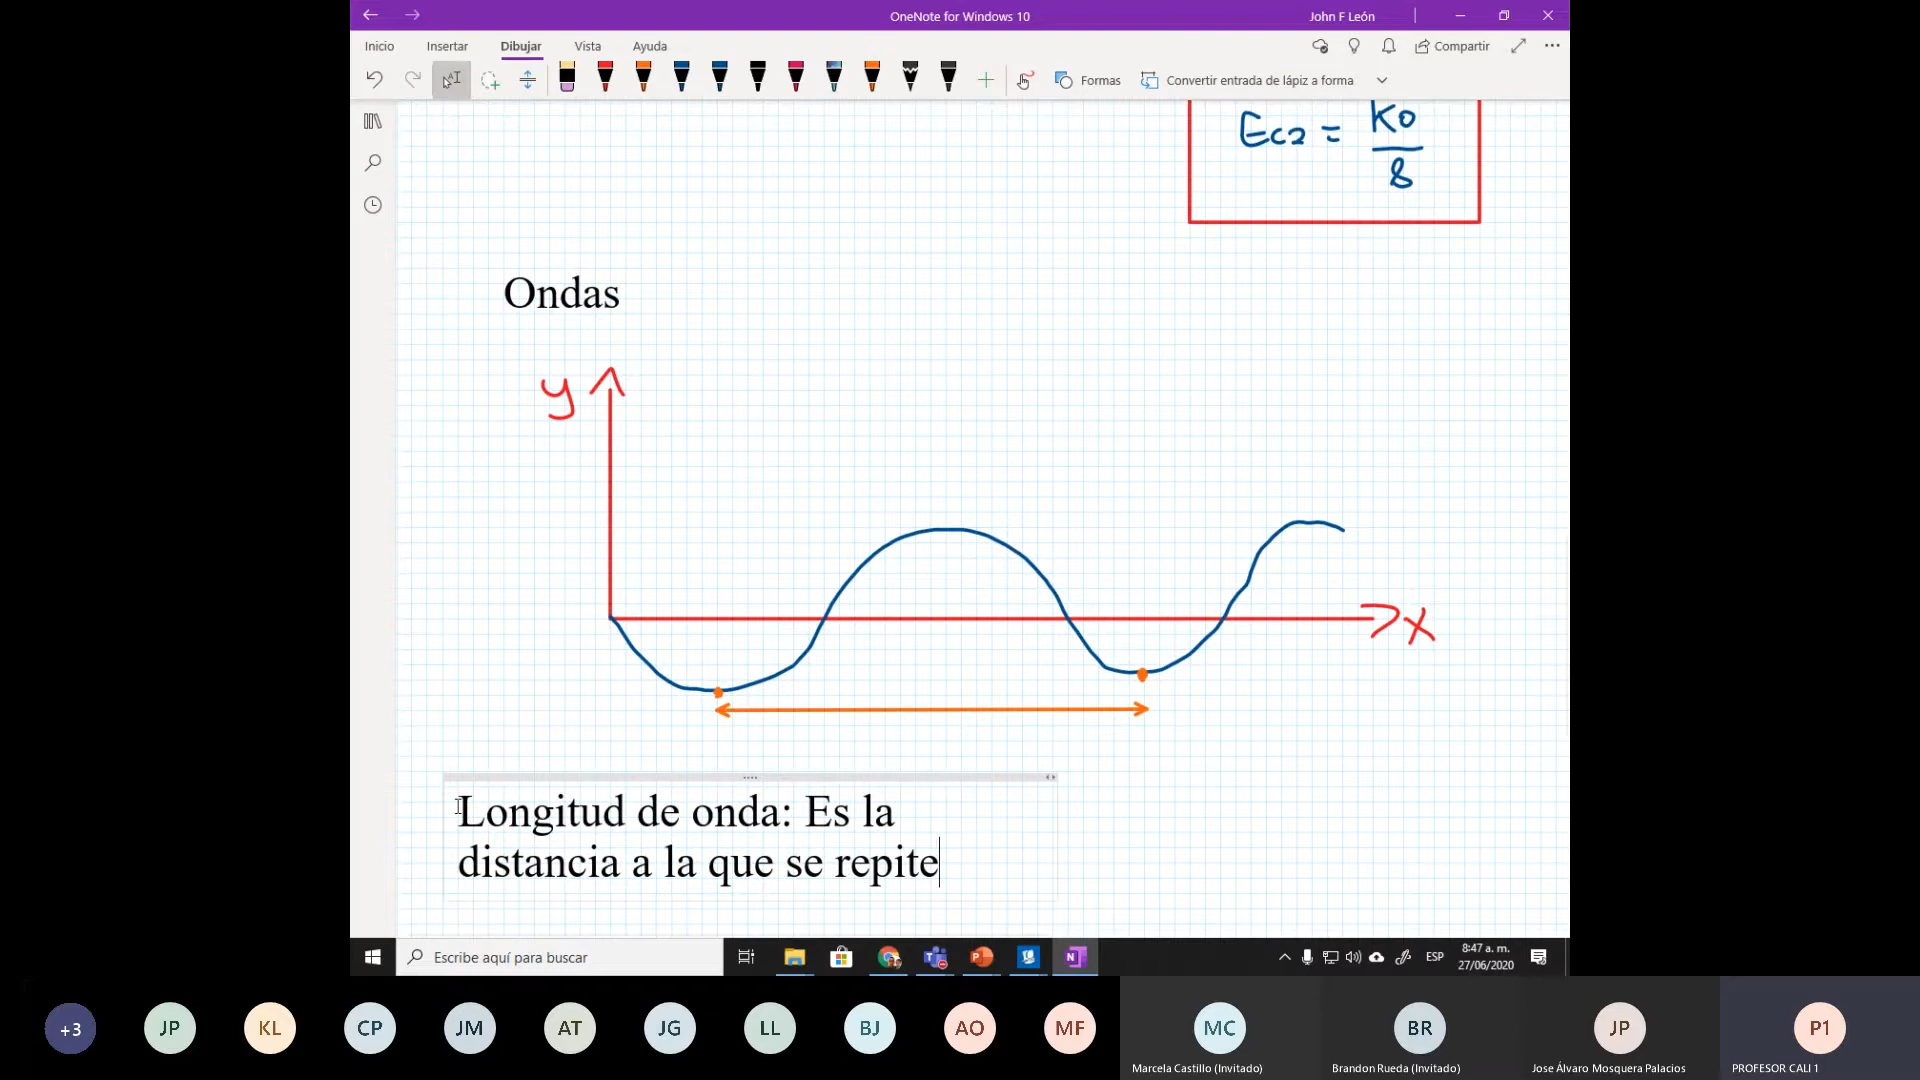 OneNote for Windows 10
John F León
Inicio
Insertar
Dibujar
Vista
Ayuda
Compartir
Formas
Convertir entrada de lápiz a forma
Ec2 = K0/8
Ondas
y
x
Longitud de onda: Es la
distancia a la que se repite
Escribe aquí para buscar
ESP
8:47 a. m.
27/06/2020
+3
JP
KL
CP
JM
AT
JG
LL
BJ
AO
MF
MC
BR
JP
P1
Marcela Castillo (Invitado)
Brandon Rueda (Invitado)
Jose Álvaro Mosquera Palacios
PROFESOR CALI 1